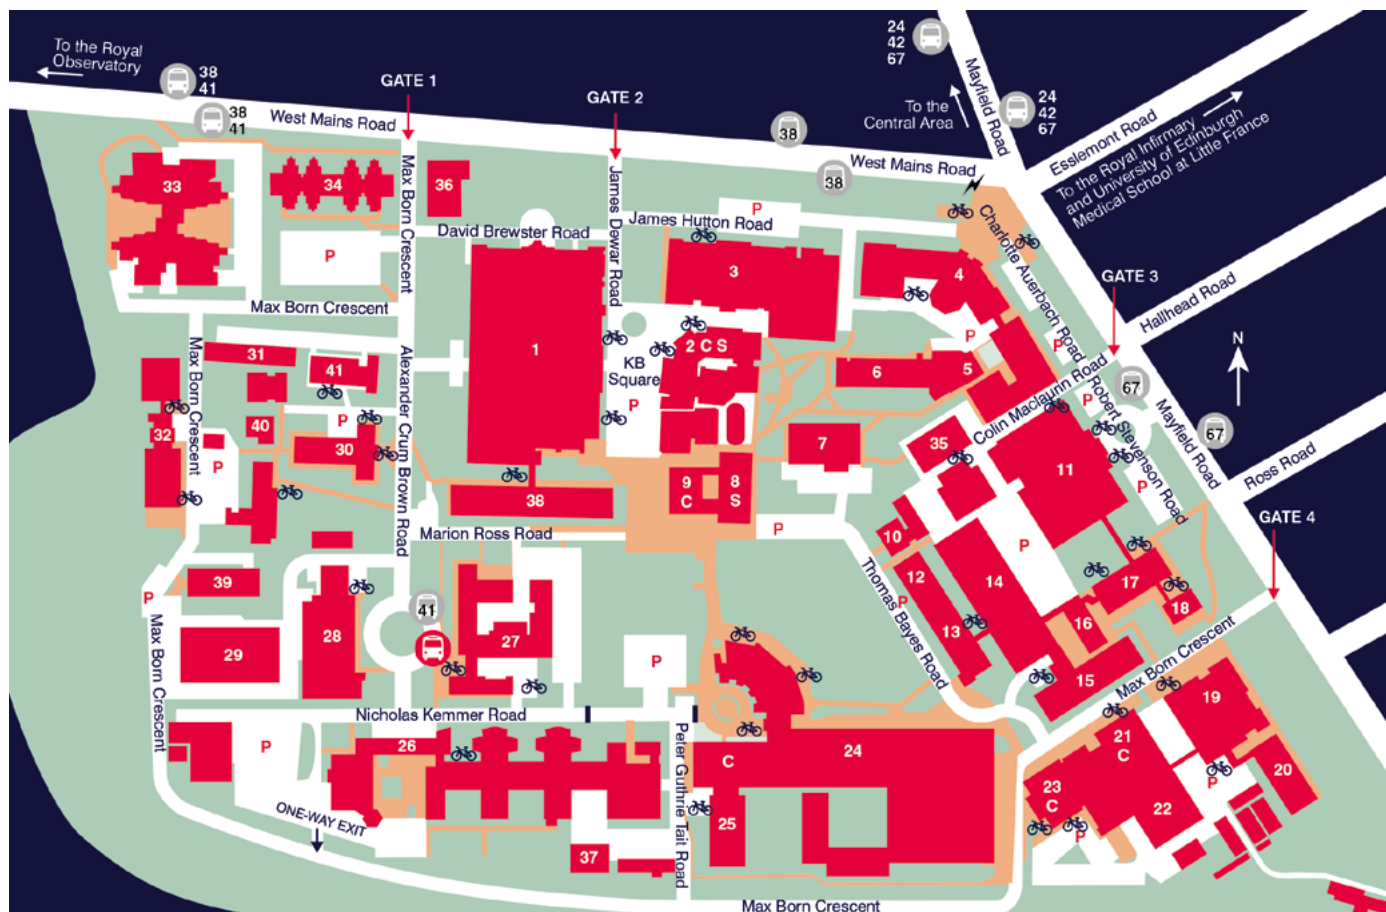 To the Royal
Observatory
38
41
38
41
GATE 1
West Mains Road
GATE 2
38
38
24
42
67
To the
Central Area
Mayfield Road
24
42
67
West Mains Road
Esslemont Road
To the Royal Infirmary
and University of Edinburgh
Medical School at Little France
33
34
Max Born Crescent
36
James Dewar Road
P
James Hutton Road
David Brewster Road
P
Max Born Crescent
1
3
4
Charlotte Auerbach Road
GATE 3
Hallhead Road
N
Max Born Crescent
31
41
Alexander Crum Brown Road
KB
Square
P
2 C S
6
5
P
P
Colin Maclaurin Road
P
67
67
Mayfield Road
Robert Stevenson Road
Ross Road
GATE 4
32
40
P
30
P
7
35
11
P
38
9
C
8
S
P
Marion Ross Road
10
P
14
12
P
13
17
18
16
15
Thomas Bayes Road
39
P
Max Born Crescent
29
28
41
27
P
Max Born Crescent
19
20
Nicholas Kemmer Road
P
26
Peter Guthrie Tait Road
C
24
21
C
P
23
C
22
P
ONE-WAY EXIT
25
37
Max Born Crescent